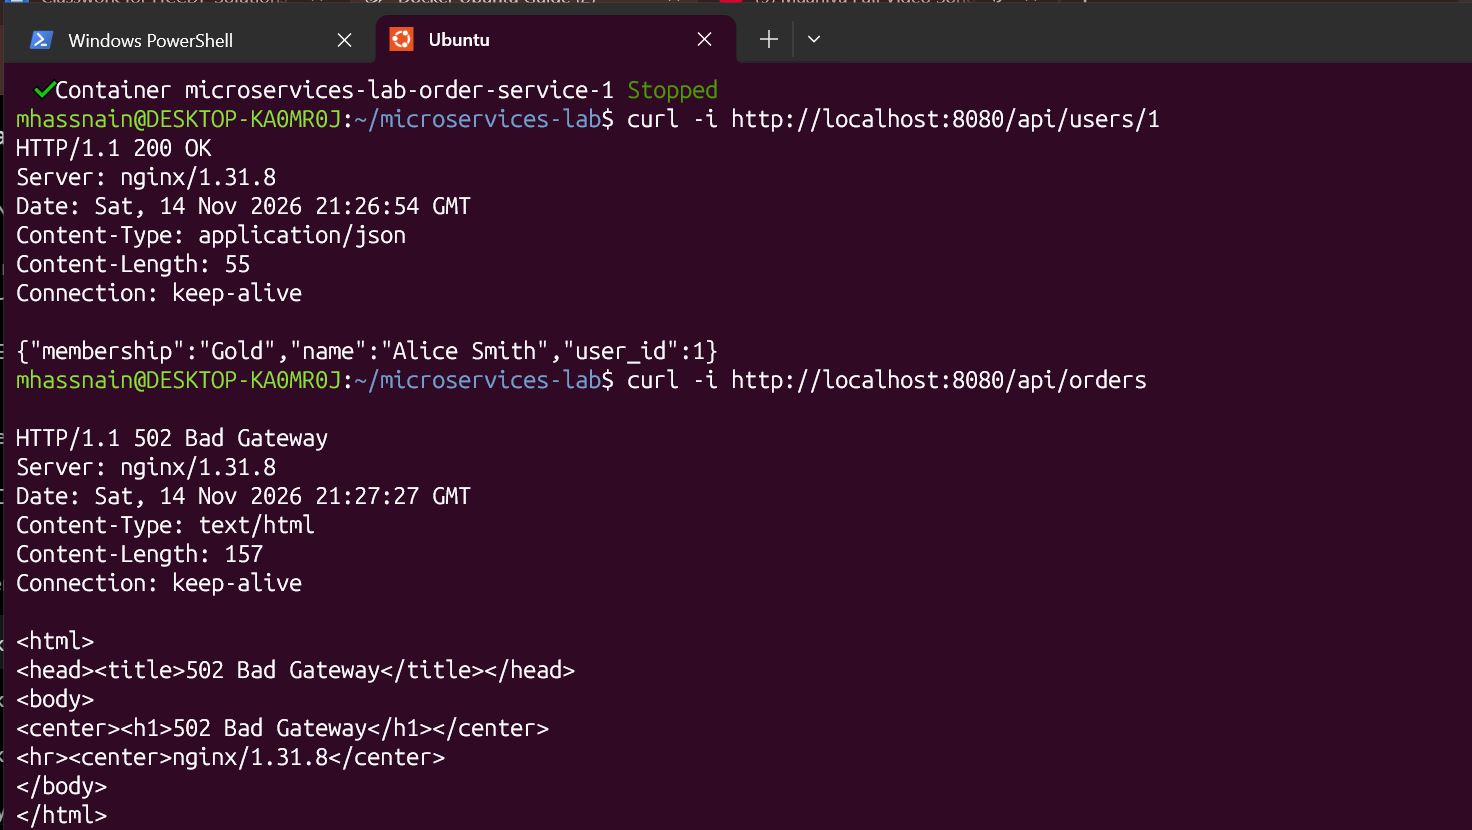 Windows PowerShell
Ubuntu
Container microservices-lab-order-service-1 Stopped
mhassnain@DESKTOP-KA0MR0J:~/microservices-lab$ curl -i http://localhost:8080/api/users/1
HTTP/1.1 200 OK
Server: nginx/1.31.8
Date: Sat, 14 Nov 2026 21:26:54 GMT
Content-Type: application/json
Content-Length: 55
Connection: keep-alive
{"membership":"Gold","name":"Alice Smith","user_id":1}
mhassnain@DESKTOP-KA0MR0J:~/microservices-lab$ curl -i http://localhost:8080/api/orders
HTTP/1.1 502 Bad Gateway
Server: nginx/1.31.8
Date: Sat, 14 Nov 2026 21:27:27 GMT
Content-Type: text/html
Content-Length: 157
Connection: keep-alive
<html>
<head><title>502 Bad Gateway</title></head>
<body>
<center><h1>502 Bad Gateway</h1></center>
<hr><center>nginx/1.31.8</center>
</body>
</html>